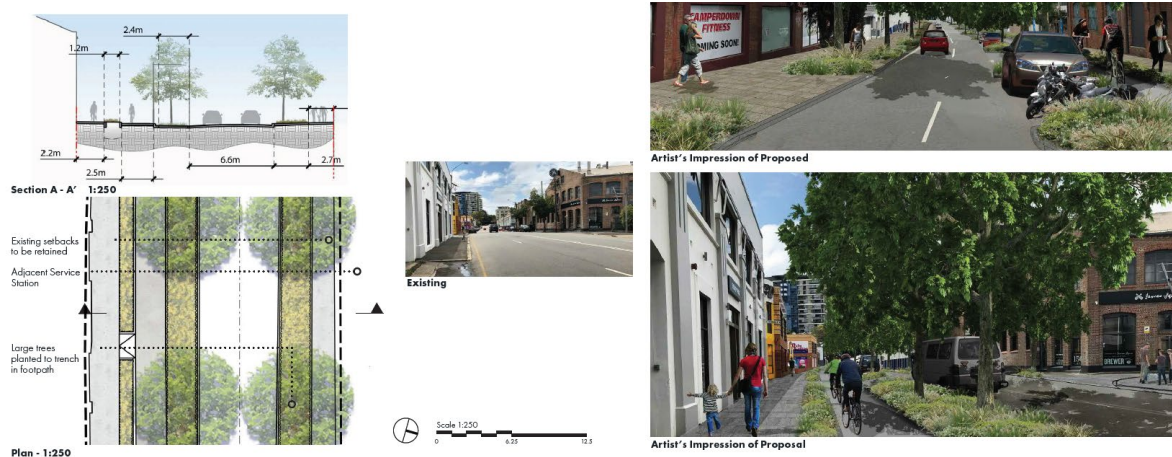 2.4m
1.2m
2.2m
2.5m
6.6m
2.7m
Section A - A' 1:250
Existing setbacks
to be retained
Adjacent Service
Station
Large trees
planted to trench
in footpath
Plan - 1:250
Existing
Scale 1:250
0 6.25 12.5
CAMPERDOWN
FITNESS
COMING SOON!
Artist's Impression of Proposed
BREWER
Artist's Impression of Proposal